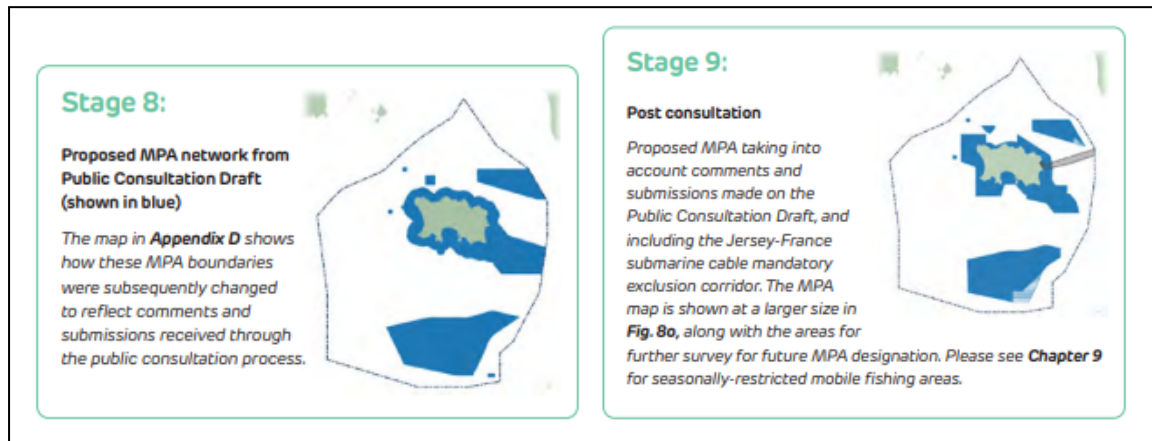 Stage 8:
Proposed MPA network from
Public Consultation Draft
(shown in blue)
The map in Appendix D shows
how these MPA boundaries
were subsequently changed
to reflect comments and
submissions received through
the public consultation process.
Stage 9:
Post consultation
Proposed MPA taking into
account comments and
submissions made on the
Public Consultation Draft, and
including the Jersey-France
submarine cable mandatory
exclusion corridor. The MPA
map is shown at a larger size in
Fig. 8o, along with the areas for
further survey for future MPA designation. Please see Chapter 9
for seasonally-restricted mobile fishing areas.